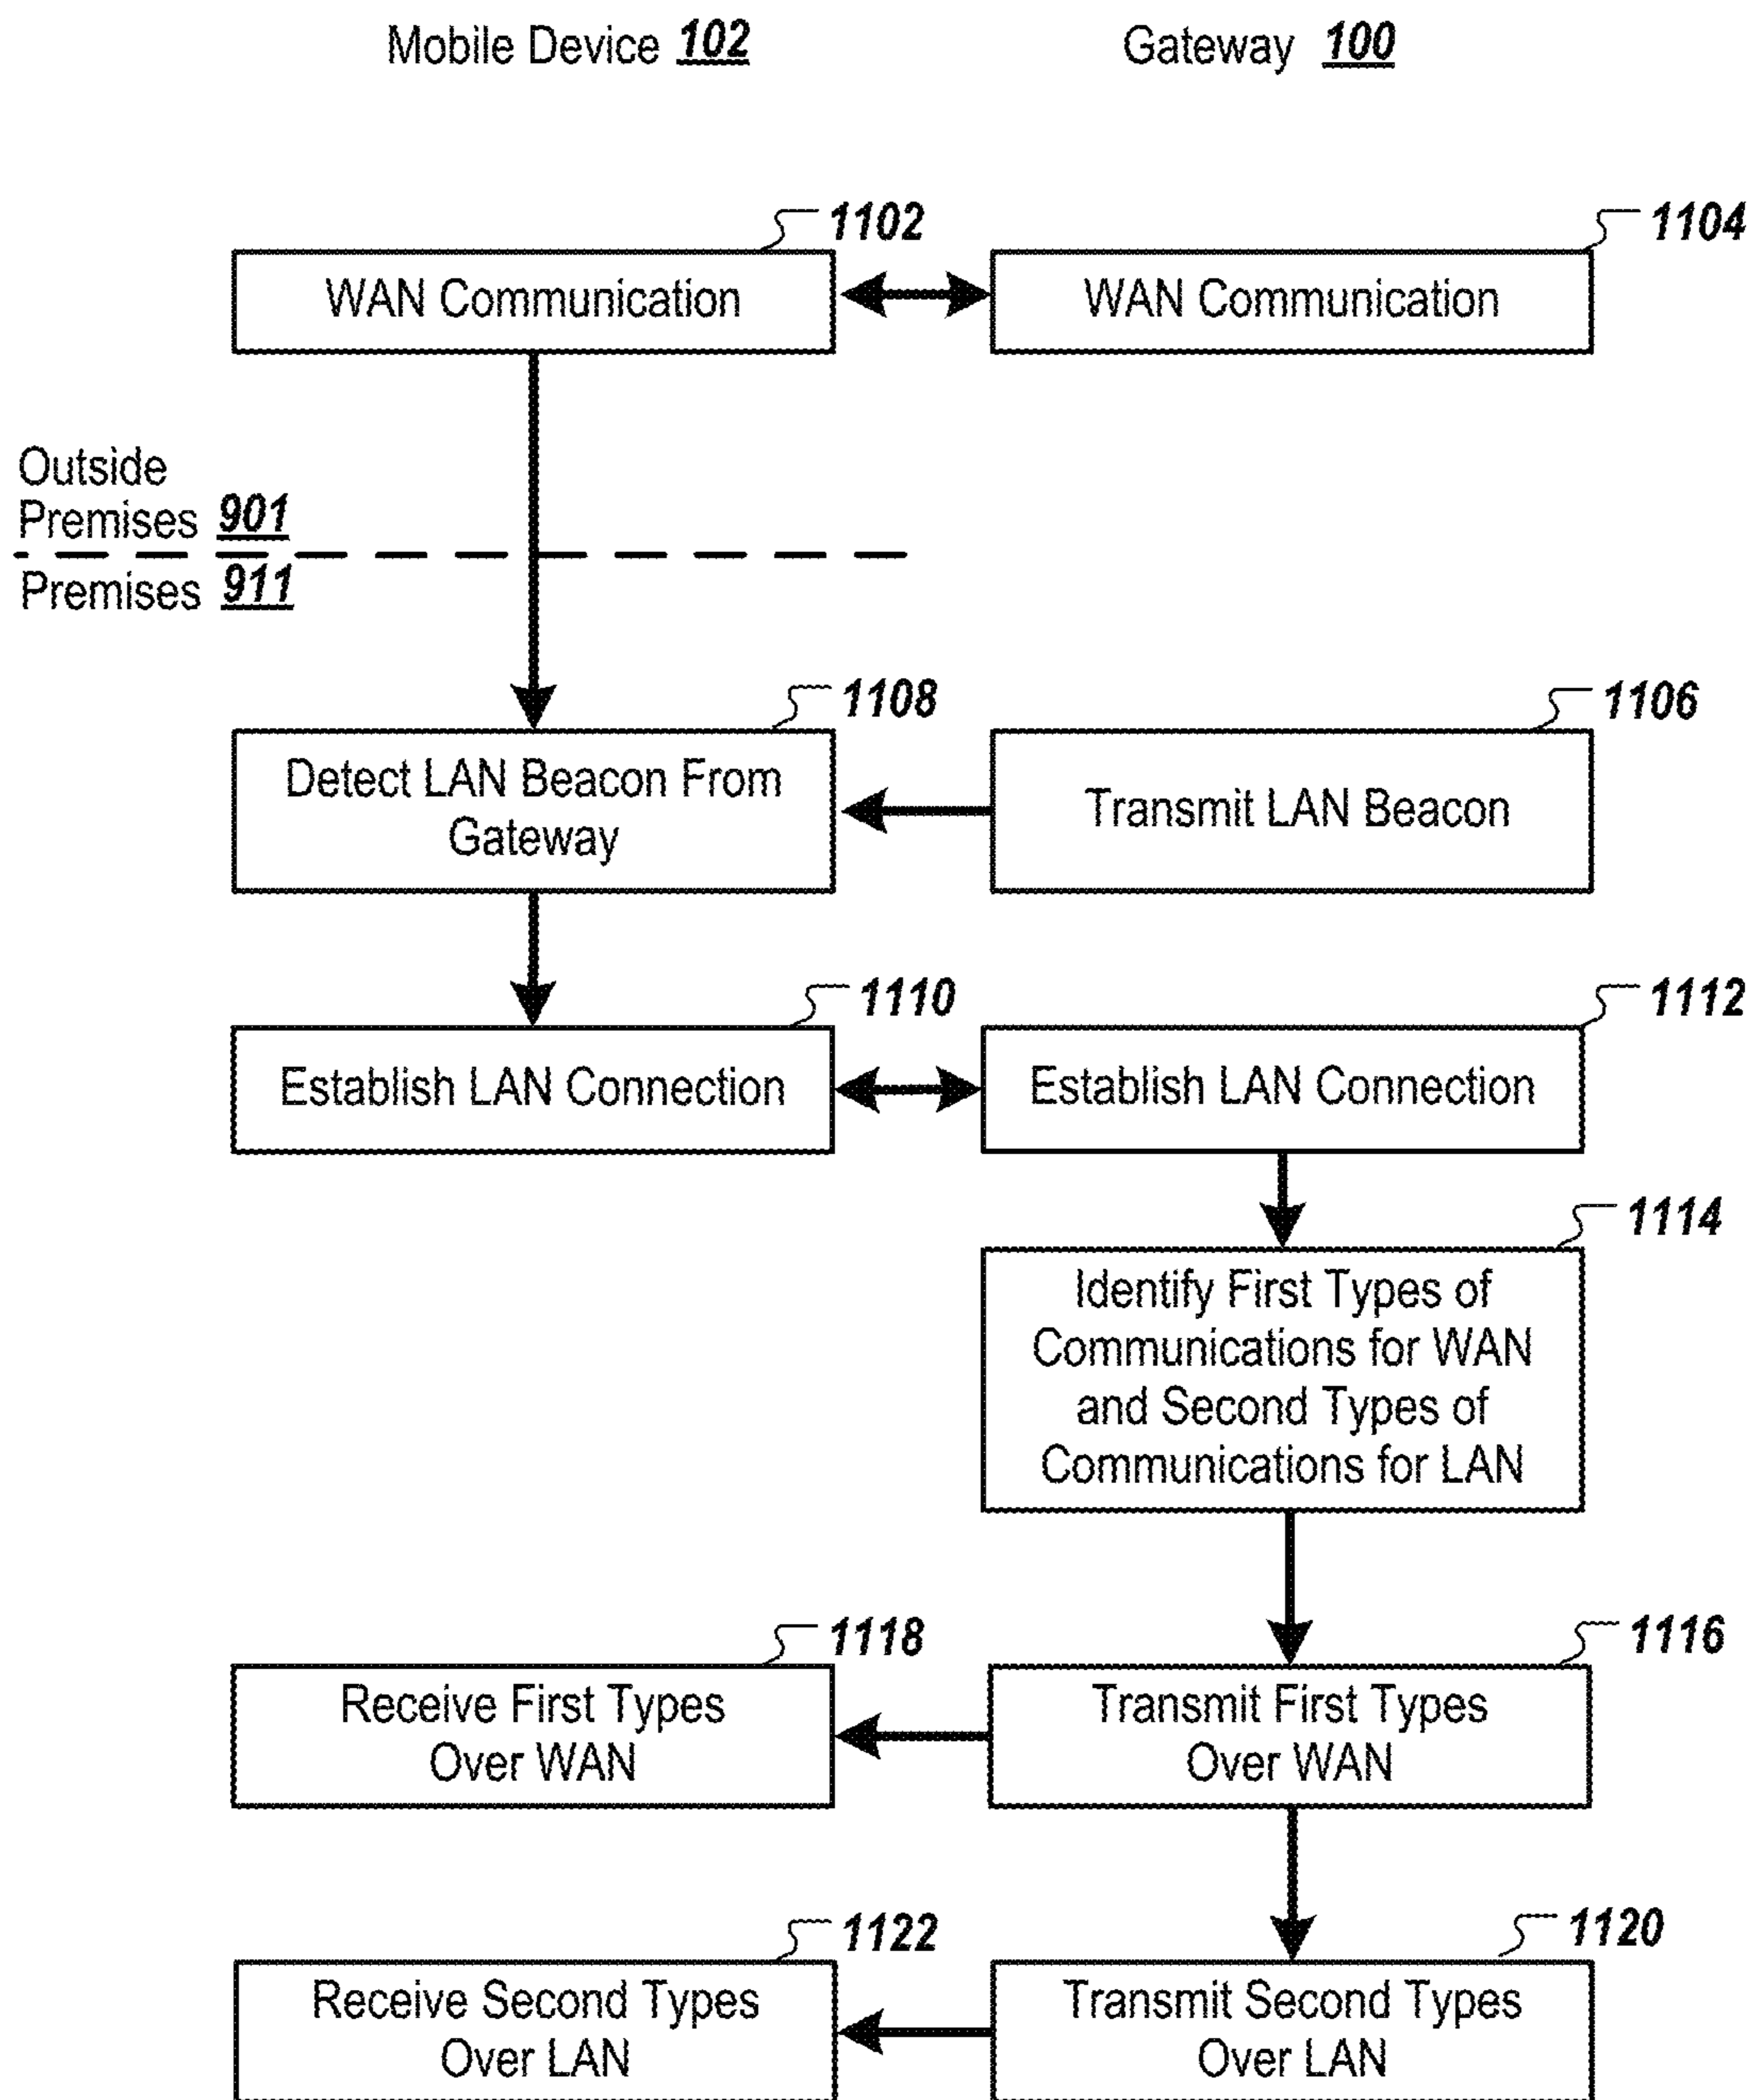 Mobile Device 102
Gateway 100
1102
1104
WAN Communication
WAN Communication
Outside
Premises 901
Premises 911
1108
1106
Detect LAN Beacon From
Gateway
Transmit LAN Beacon
1110
1112
Establish LAN Connection
Establish LAN Connection
1114
Identify First Types of
Communications for WAN
and Second Types of
Communications for LAN
1118
1116
Receive First Types
Over WAN
Transmit First Types
Over WAN
1122
1120
Receive Second Types
Over LAN
Transmit Second Types
Over LAN